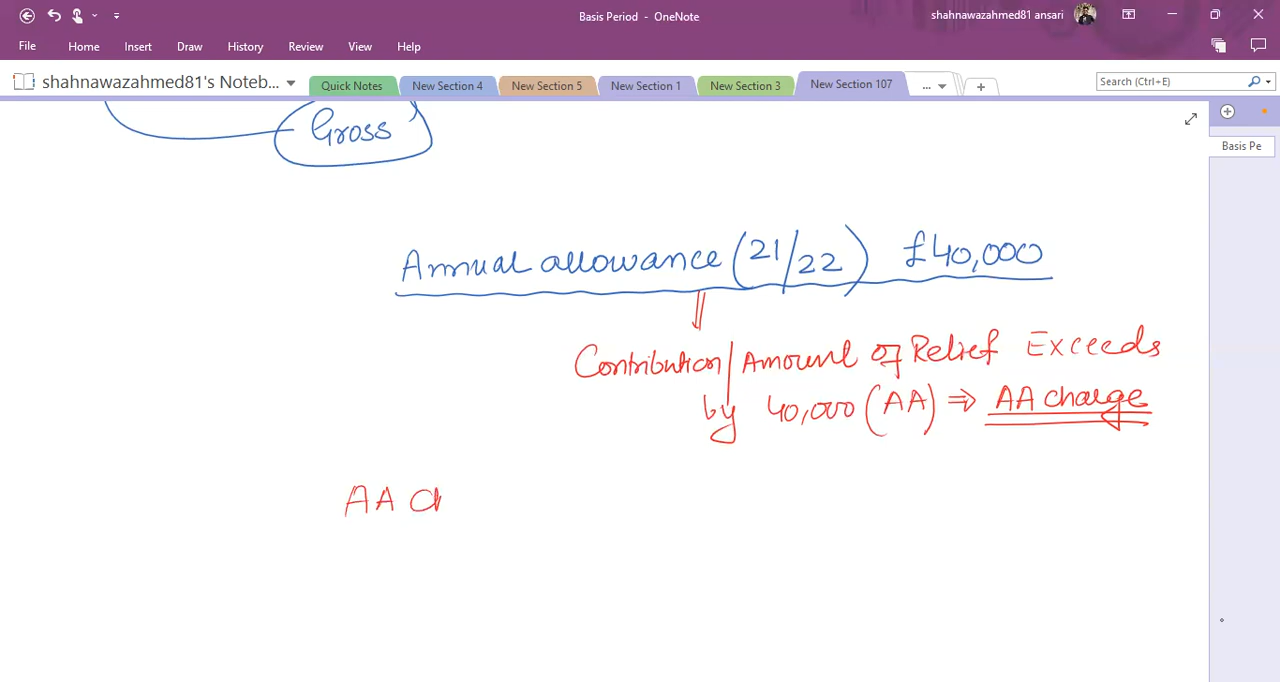 Basis Period - OneNote
shahnawazahmed81 ansari
File Home Insert Draw History Review View Help
shahnawazahmed81's Noteb...
Quick Notes New Section 4 New Section 5 New Section 1 New Section 3 New Section 107 ...
Search (Ctrl+E)
Basis Pe
Gross
Annual allowance (21/22) £40,000
Contribution/Amount of Relief Exceeds
by 40,000 (AA) ⇒ AA charge
AA Ch